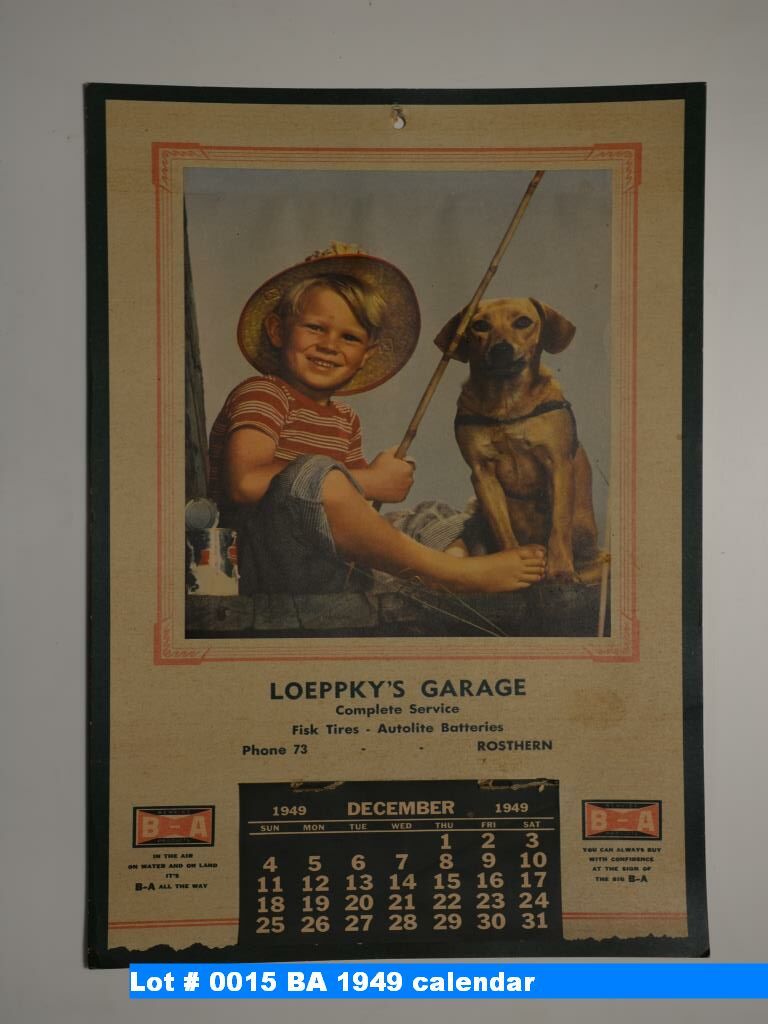 LOEPPKY'S GARAGE
Complete Service
Fisk Tires - Autolite Batteries
Phone 73 - - ROSTHERN
1949 DECEMBER 1949
SUN MON TUE WED THU FRI SAT
1 2 3
4 5 6 7 8 9 10
11 12 13 14 15 16 17
18 19 20 21 22 23 24
25 26 27 28 29 30 31
B-A
PRODUCTS
IN THE AIR
ON WATER AND ON LAND
IT'S
B-A ALL THE WAY
B-A
PRODUCTS
YOU CAN ALWAYS BUY
WITH CONFIDENCE
AT THE SIGN OF
THE BIG B-A
Lot # 0015 BA 1949 calendar